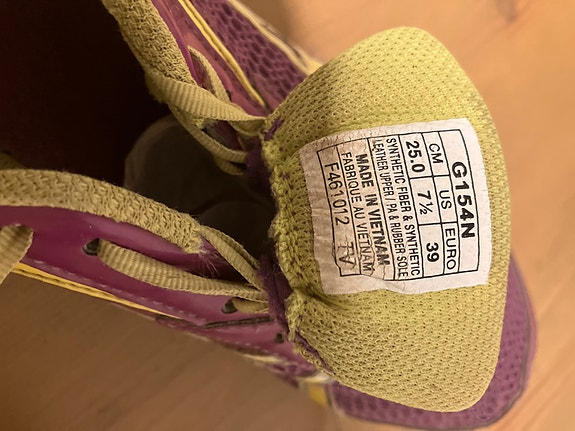 G154N
CM US EURO
25.0 7½ 39
SYNTHETIC FIBER & SYNTHETIC
LEATHER UPPER / PA & RUBBER SOLE
MADE IN VIETNAM
FABRIQUE AU VIETNAM
F461012